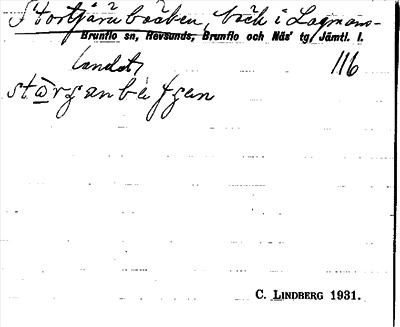 Stortjärnbäcken, bäck i Lagmans-
Brunflo sn, Revsunds, Brunflo och Näs' tg, Jämtl. l.
landet, 116
C. LINDBERG 1931.